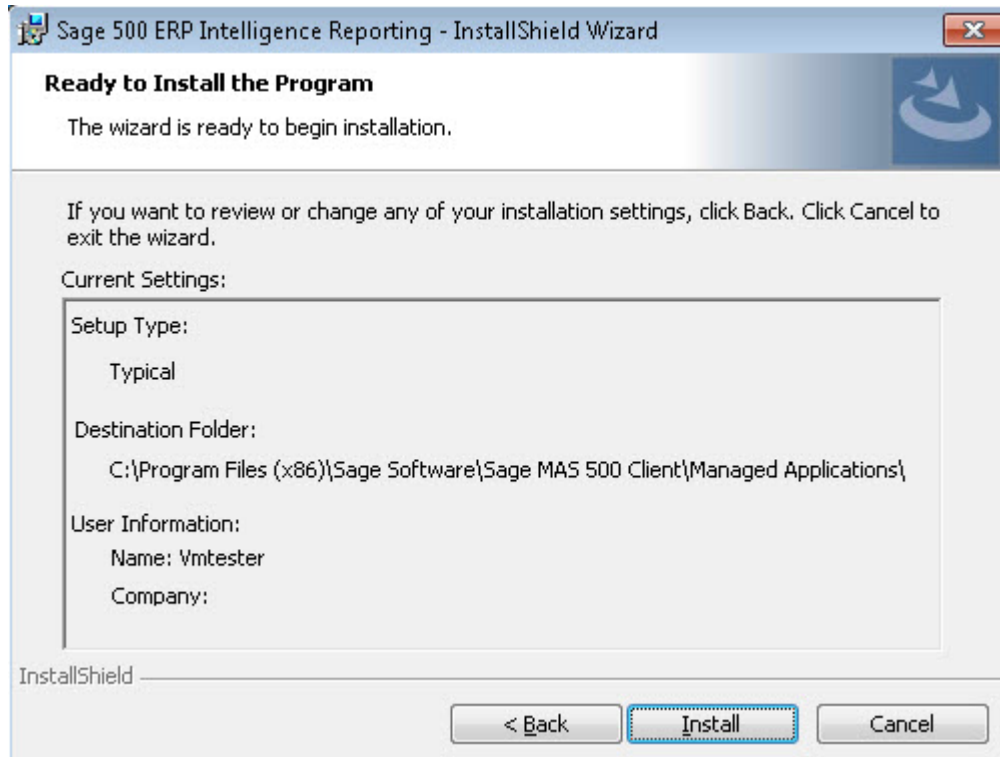 Sage 500 ERP Intelligence Reporting - InstallShield Wizard
Ready to Install the Program
The wizard is ready to begin installation.
If you want to review or change any of your installation settings, click Back. Click Cancel to
exit the wizard.
Current Settings:
Setup Type:
Typical
Destination Folder:
C:\Program Files (x86)\Sage Software\Sage MAS 500 Client\Managed Applications\
User Information:
Name: Vmtester
Company:
InstallShield
< Back
Install
Cancel